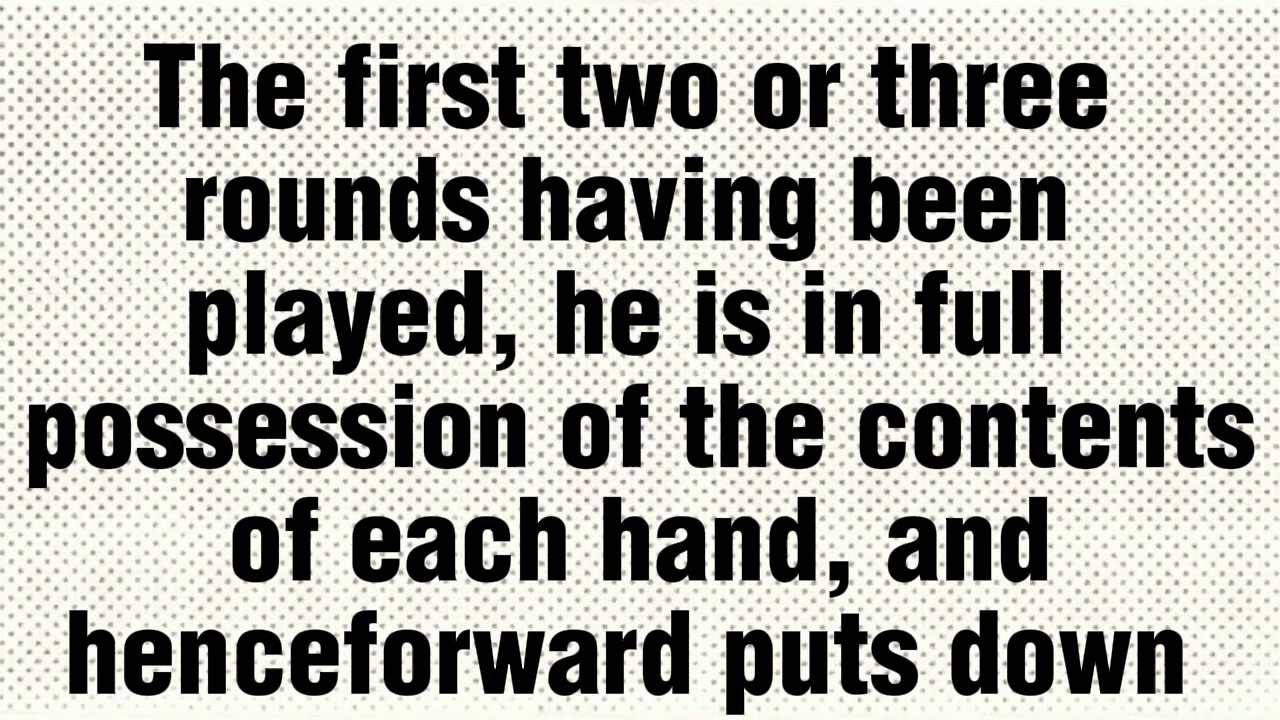 The first two or three
rounds having been
played, he is in full
possession of the contents
of each hand, and
henceforward puts down